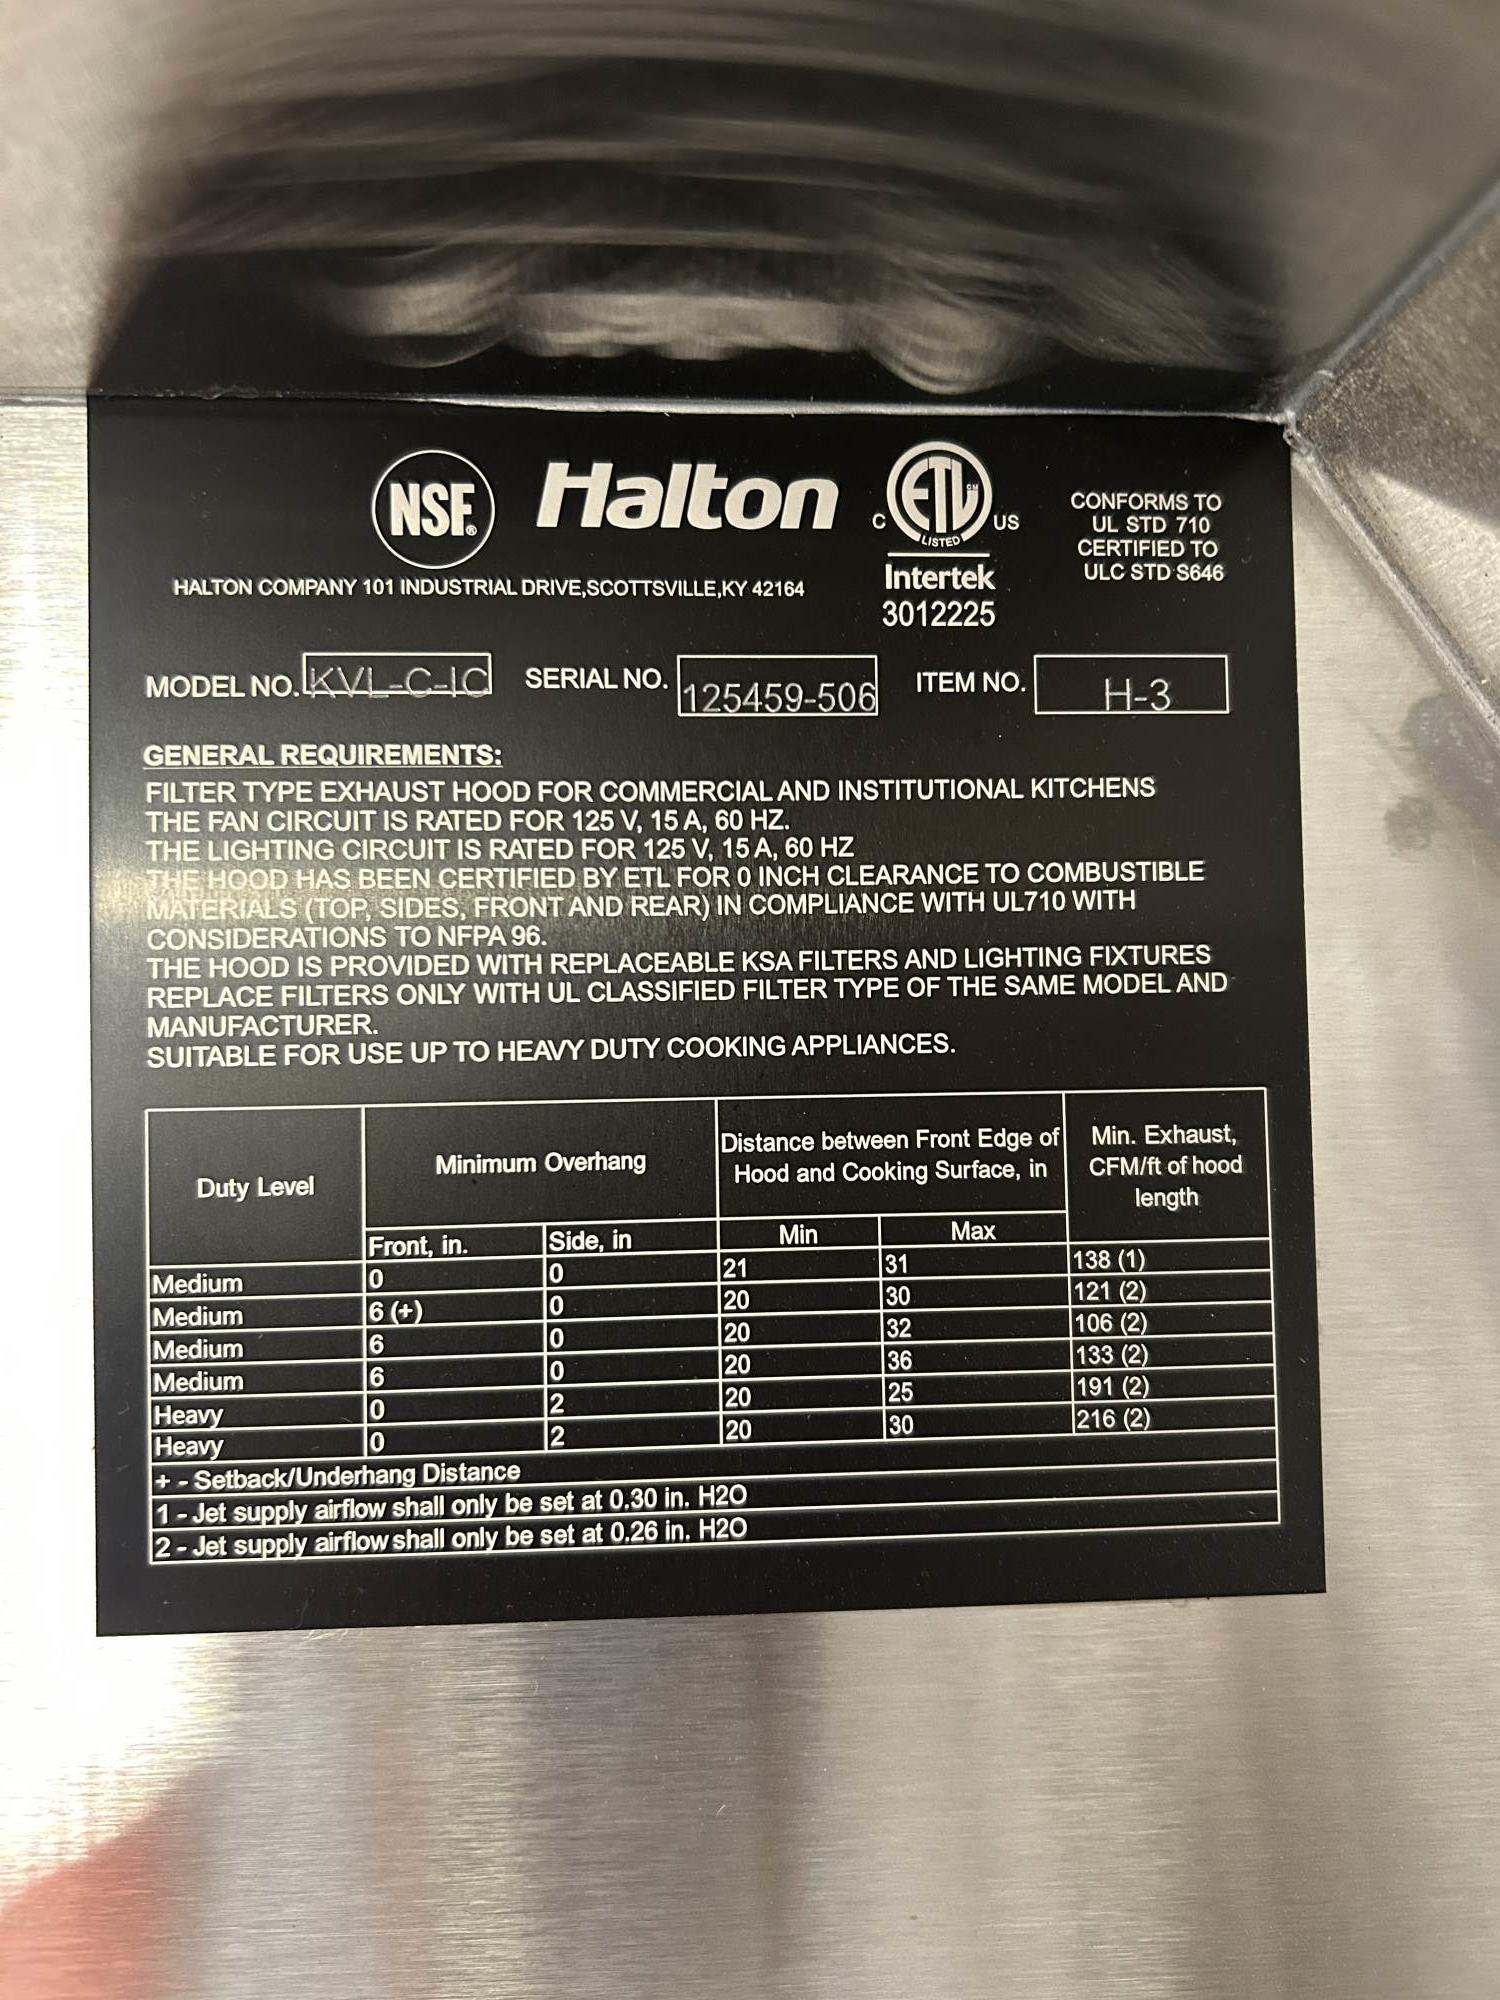 NSF®
Halton
C ETL CM US
LISTED
Intertek
3012225
CONFORMS TO
UL STD 710
CERTIFIED TO
ULC STD S646
HALTON COMPANY 101 INDUSTRIAL DRIVE,SCOTTSVILLE,KY 42164
MODEL NO. KVL-C-IC SERIAL NO. 125459-506 ITEM NO. H-3
GENERAL REQUIREMENTS:
FILTER TYPE EXHAUST HOOD FOR COMMERCIAL AND INSTITUTIONAL KITCHENS
THE FAN CIRCUIT IS RATED FOR 125 V, 15 A, 60 HZ.
THE LIGHTING CIRCUIT IS RATED FOR 125 V, 15 A, 60 HZ
THE HOOD HAS BEEN CERTIFIED BY ETL FOR 0 INCH CLEARANCE TO COMBUSTIBLE
MATERIALS (TOP, SIDES, FRONT AND REAR) IN COMPLIANCE WITH UL710 WITH
CONSIDERATIONS TO NFPA 96.
THE HOOD IS PROVIDED WITH REPLACEABLE KSA FILTERS AND LIGHTING FIXTURES
REPLACE FILTERS ONLY WITH UL CLASSIFIED FILTER TYPE OF THE SAME MODEL AND
MANUFACTURER.
SUITABLE FOR USE UP TO HEAVY DUTY COOKING APPLIANCES.
Duty Level
Minimum Overhang
Distance between Front Edge of
Hood and Cooking Surface, in
Min. Exhaust,
CFM/ft of hood
length
Front, in. Side, in Min Max
Medium 0 0 21 31 138 (1)
Medium 6 (+) 0 20 30 121 (2)
Medium 6 0 20 32 106 (2)
Medium 6 0 20 36 133 (2)
Heavy 0 2 20 25 191 (2)
Heavy 0 2 20 30 216 (2)
+ - Setback/Underhang Distance
1 - Jet supply airflow shall only be set at 0.30 in. H2O
2 - Jet supply airflow shall only be set at 0.26 in. H2O